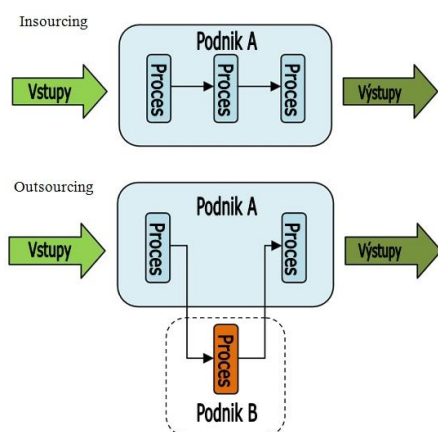 Insourcing
Podnik A
Vstupy
Proces
Proces
Proces
Výstupy
Outsourcing
Podnik A
Vstupy
Proces
Proces
Výstupy
Proces
Podnik B